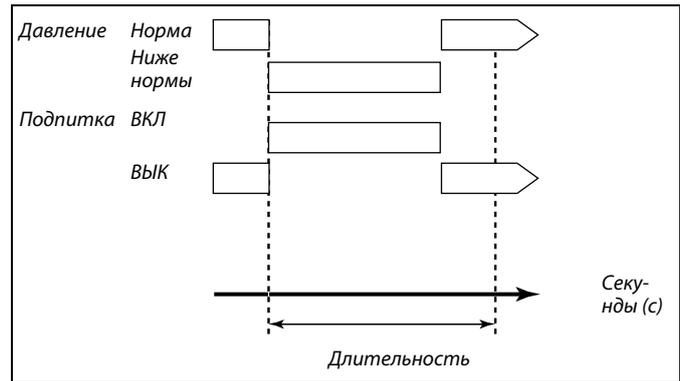 Давление Норма
Ниже
нормы
Подпитка ВКЛ
ВЫК
Секу-
нды (с)
Длительность